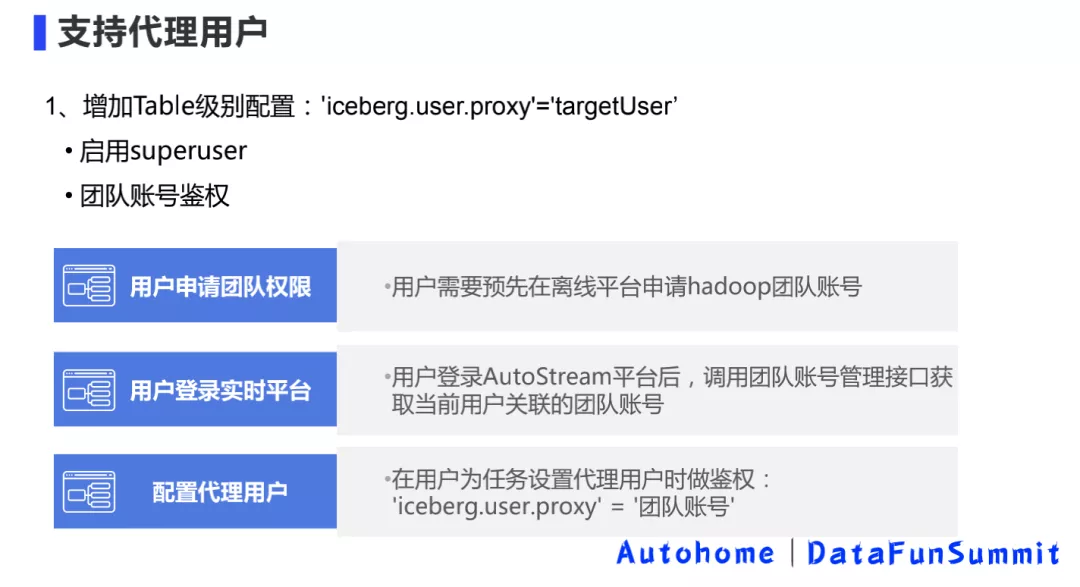 支持代理用户
1、增加Table级别配置：'iceberg.user.proxy'='targetUser’
• 启用superuser
• 团队账号鉴权
用户申请团队权限
•用户需要预先在离线平台申请hadoop团队账号
用户登录实时平台
•用户登录AutoStream平台后，调用团队账号管理接口获
取当前用户关联的团队账号
配置代理用户
•在用户为任务设置代理用户时做鉴权：
'iceberg.user.proxy' = '团队账号'
Autohome | DataFunSummit